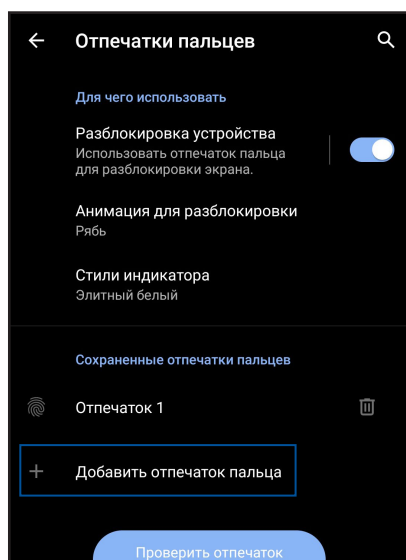 Отпечатки пальцев
Для чего использовать
Разблокировка устройства
Использовать отпечаток пальца
для разблокировки экрана.
Анимация для разблокировки
Рябь
Стили индикатора
Элитный белый
Сохраненные отпечатки пальцев
Отпечаток 1
Добавить отпечаток пальца
Проверить отпечаток